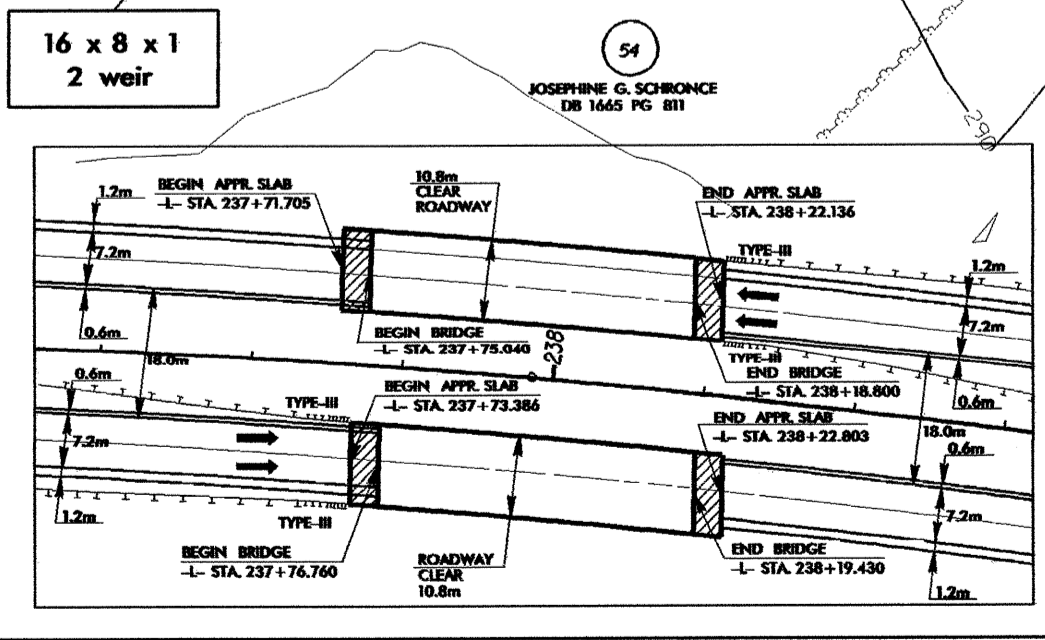 16 x 8 x 1
2 weir
54
JOSEPHINE G. SCHRONCE
DB 1665 PG 811
290
BEGIN APPR. SLAB
-L- STA. 237+71.705
10.8m
CLEAR
ROADWAY
END APPR. SLAB
-L- STA. 238+22.136
1.2m
7.2m
0.6m
TYPE-III
1.2m
7.2m
BEGIN BRIDGE
-L- STA. 237+75.040
238
TYPE-III
END BRIDGE
-L- STA. 238+18.800
0.6m
18.0m
0.6m
BEGIN APPR. SLAB
-L- STA. 237+73.386
TYPE-III
END APPR. SLAB
-L- STA. 238+22.803
18.0m
0.6m
7.2m
7.2m
1.2m
TYPE-III
BEGIN BRIDGE
-L- STA. 237+76.760
ROADWAY
CLEAR
10.8m
END BRIDGE
-L- STA. 238+19.430
1.2m